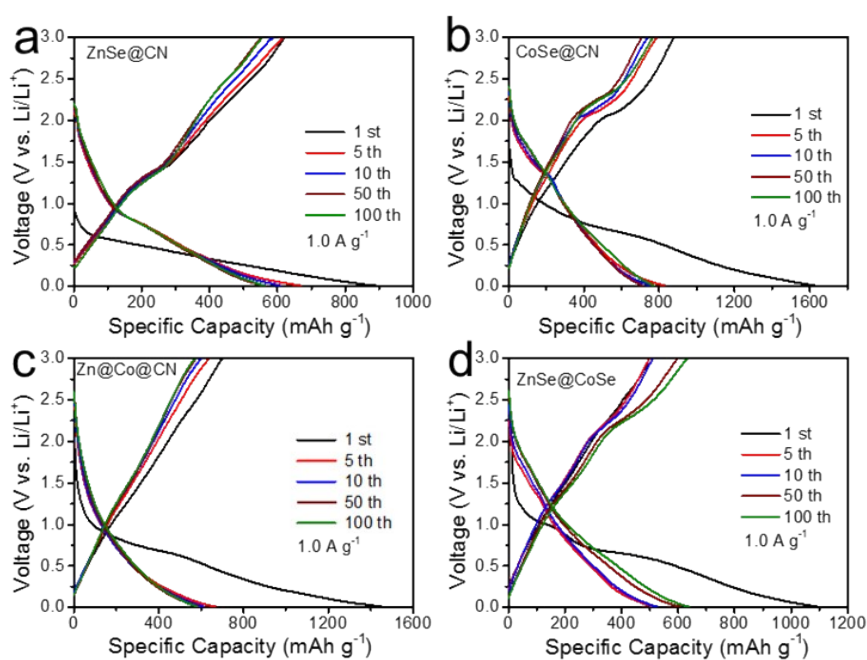 a
ZnSe@CN
Voltage (V vs. Li/Li⁺)
3.0
2.5
2.0
1.5
1.0
0.5
0.0
1 st
5 th
10 th
50 th
100 th
1.0 A g⁻¹
0 200 400 600 800 1000
Specific Capacity (mAh g⁻¹)
b
CoSe@CN
Voltage (V vs. Li/Li⁺)
3.0
2.5
2.0
1.5
1.0
0.5
0.0
1 st
5 th
10 th
50 th
100 th
1.0 A g⁻¹
0 400 800 1200 1600
Specific Capacity (mAh g⁻¹)
c
Zn@Co@CN
Voltage (V vs. Li/Li⁺)
3.0
2.5
2.0
1.5
1.0
0.5
0.0
1 st
5 th
10 th
50 th
100 th
1.0 A g⁻¹
0 400 800 1200 1600
Specific Capacity (mAh g⁻¹)
d
ZnSe@CoSe
Voltage (V vs. Li/Li⁺)
3.0
2.5
2.0
1.5
1.0
0.5
0.0
1 st
5 th
10 th
50 th
100 th
1.0 A g⁻¹
0 200 400 600 800 1000 1200
Specific Capacity (mAh g⁻¹)